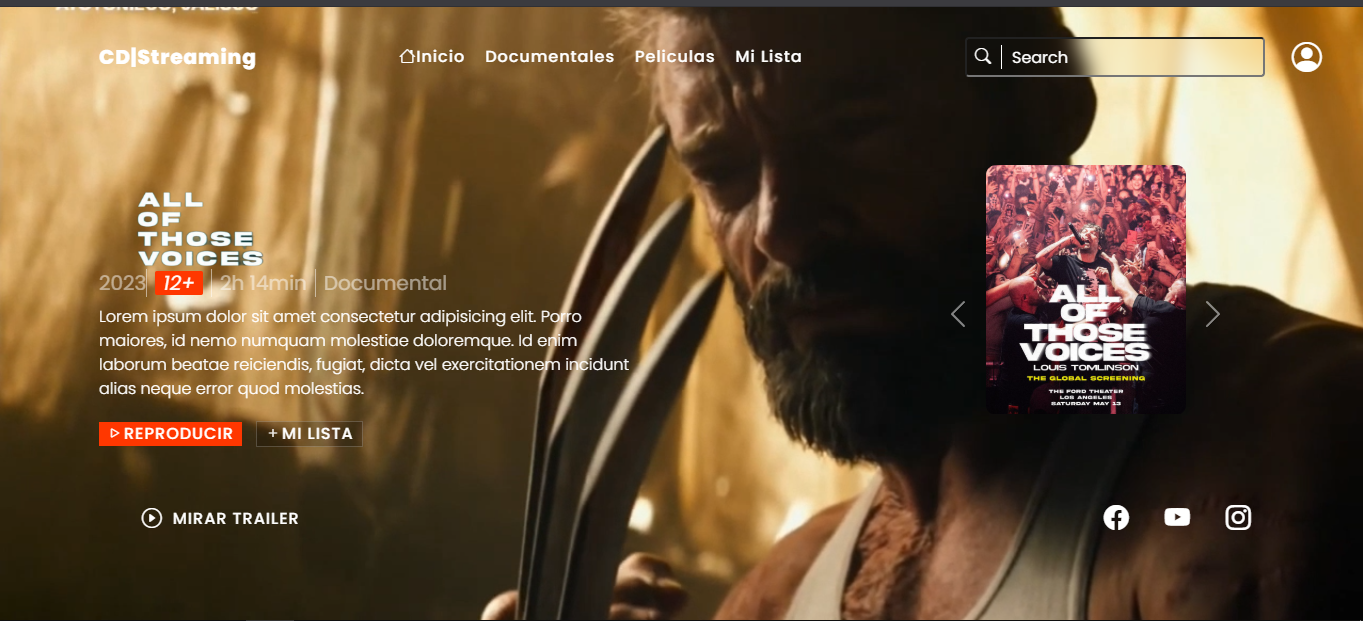 CD|Streaming
Inicio
Documentales
Peliculas
Mi Lista
Search
ALL
OF
THOSE
VOICES
2023
12+
2h 14min
Documental
Lorem ipsum dolor sit amet consectetur adipisicing elit. Porro
maiores, id nemo numquam molestiae doloremque. Id enim
laborum beatae reiciendis, fugiat, dicta vel exercitationem incidunt
alias neque error quod molestias.
REPRODUCIR
+ MI LISTA
MIRAR TRAILER
ALL
OF
THOSE
VOICES
LOUIS TOMLINSON
THE GLOBAL SCREENING
THE FORD THEATER
LOS ANGELES
SATURDAY MAY 13